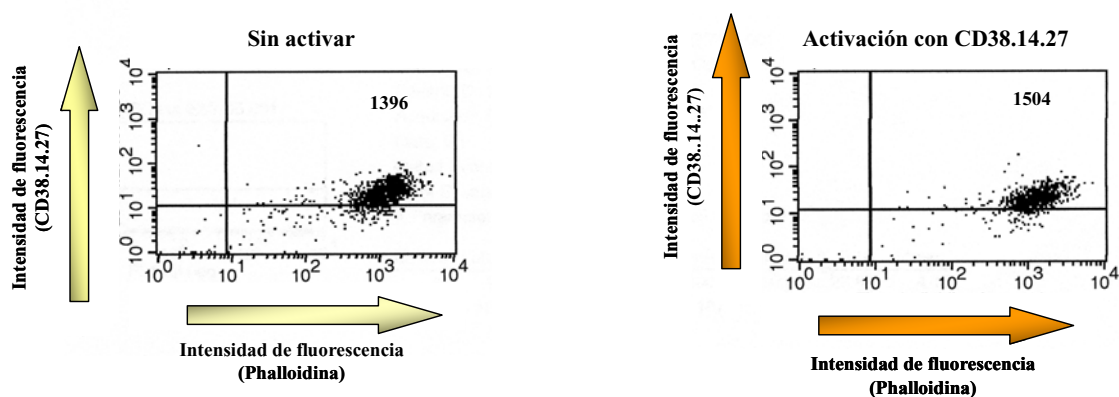 Sin activar
Intensidad de fluorescencia
(CD38.14.27)
10^4
10^3
10^2
10^1
10^0
1396
10^0 10^1 10^2 10^3 10^4
Intensidad de fluorescencia
(Phalloidina)
Activación con CD38.14.27
Intensidad de fluorescencia
(CD38..14..27)
10^4
10^3
10^2
10^1
10^0
1504
10^0 10^1 10^2 10^3 10^4
Intensidad de fluorescencia
(Phalloidina)